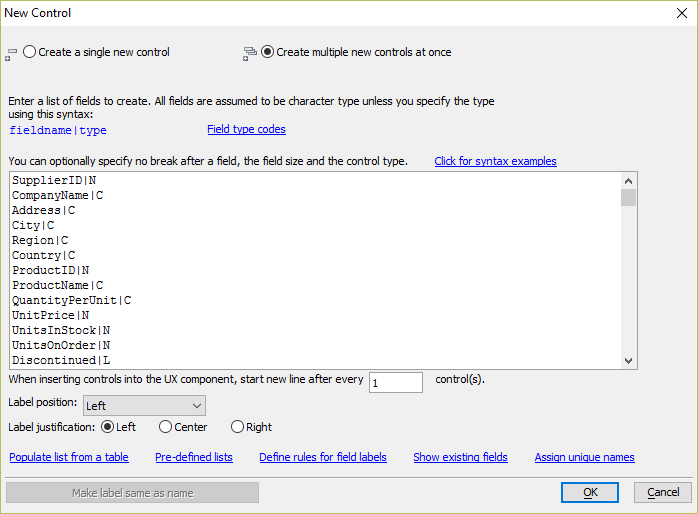 New Control
Create a single new control
Create multiple new controls at once
Enter a list of fields to create. All fields are assumed to be character type unless you specify the type
using this syntax:
fieldname|type
Field type codes
You can optionally specify no break after a field, the field size and the control type.
Click for syntax examples
SupplierID|N
CompanyName|C
Address|C
City|C
Region|C
Country|C
ProductID|N
ProductName|C
QuantityPerUnit|C
UnitPrice|N
UnitsInStock|N
UnitsOnOrder|N
Discontinued|L
When inserting controls into the UX component, start new line after every 1 control(s).
Label position: Left
Label justification: Left Center Right
Populate list from a table
Pre-defined lists
Define rules for field labels
Show existing fields
Assign unique names
Make label same as name
OK
Cancel